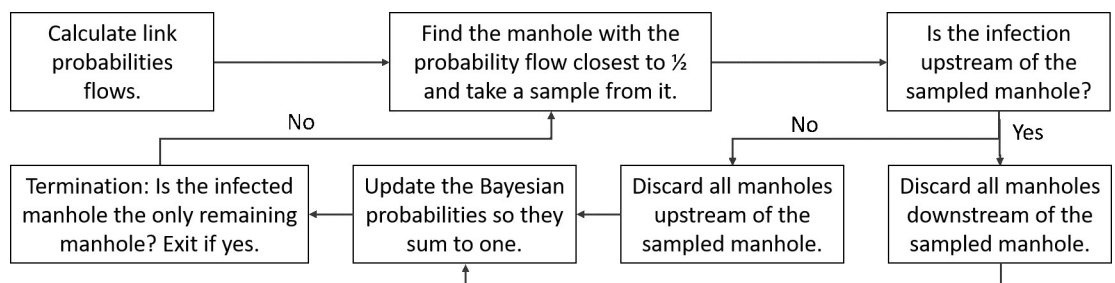 Calculate link
probabilities
flows.
Find the manhole with the
probability flow closest to ½
and take a sample from it.
Is the infection
upstream of the
sampled manhole?
No
No
Yes
Termination: Is the infected
manhole the only remaining
manhole? Exit if yes.
Update the Bayesian
probabilities so they
sum to one.
Discard all manholes
upstream of the
sampled manhole.
Discard all manholes
downstream of the
sampled manhole.